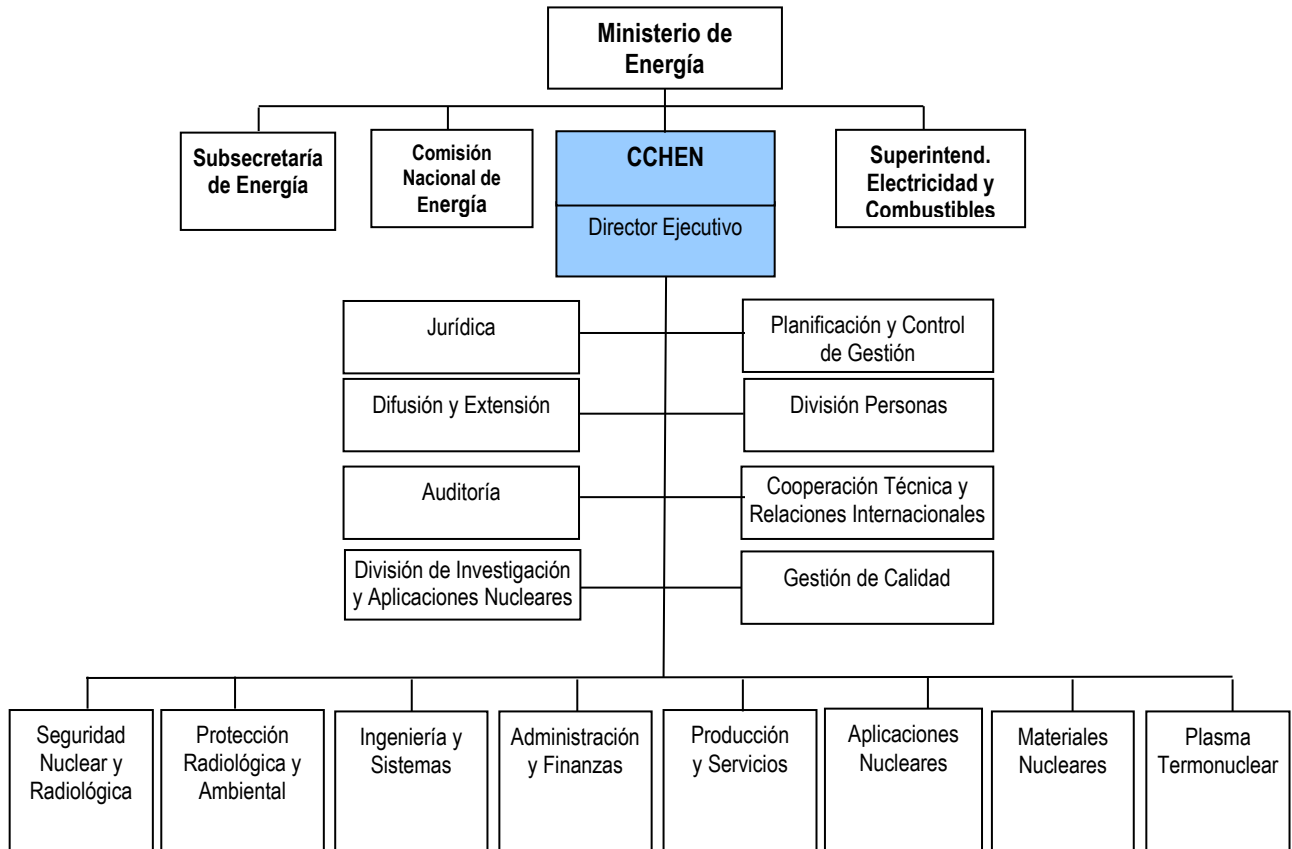 Ministerio de
Energía
Subsecretaría
de Energía
Comisión
Nacional de
Energía
CCHEN
Director Ejecutivo
Superintend.
Electricidad y
Combustibles
Jurídica
Planificación y Control
de Gestión
Difusión y Extensión
División Personas
Auditoría
Cooperación Técnica y
Relaciones Internacionales
División de Investigación
y Aplicaciones Nucleares
Gestión de Calidad
Seguridad
Nuclear y
Radiológica
Protección
Radiológica y
Ambiental
Ingeniería y
Sistemas
Administración
y Finanzas
Producción
y Servicios
Aplicaciones
Nucleares
Materiales
Nucleares
Plasma
Termonuclear